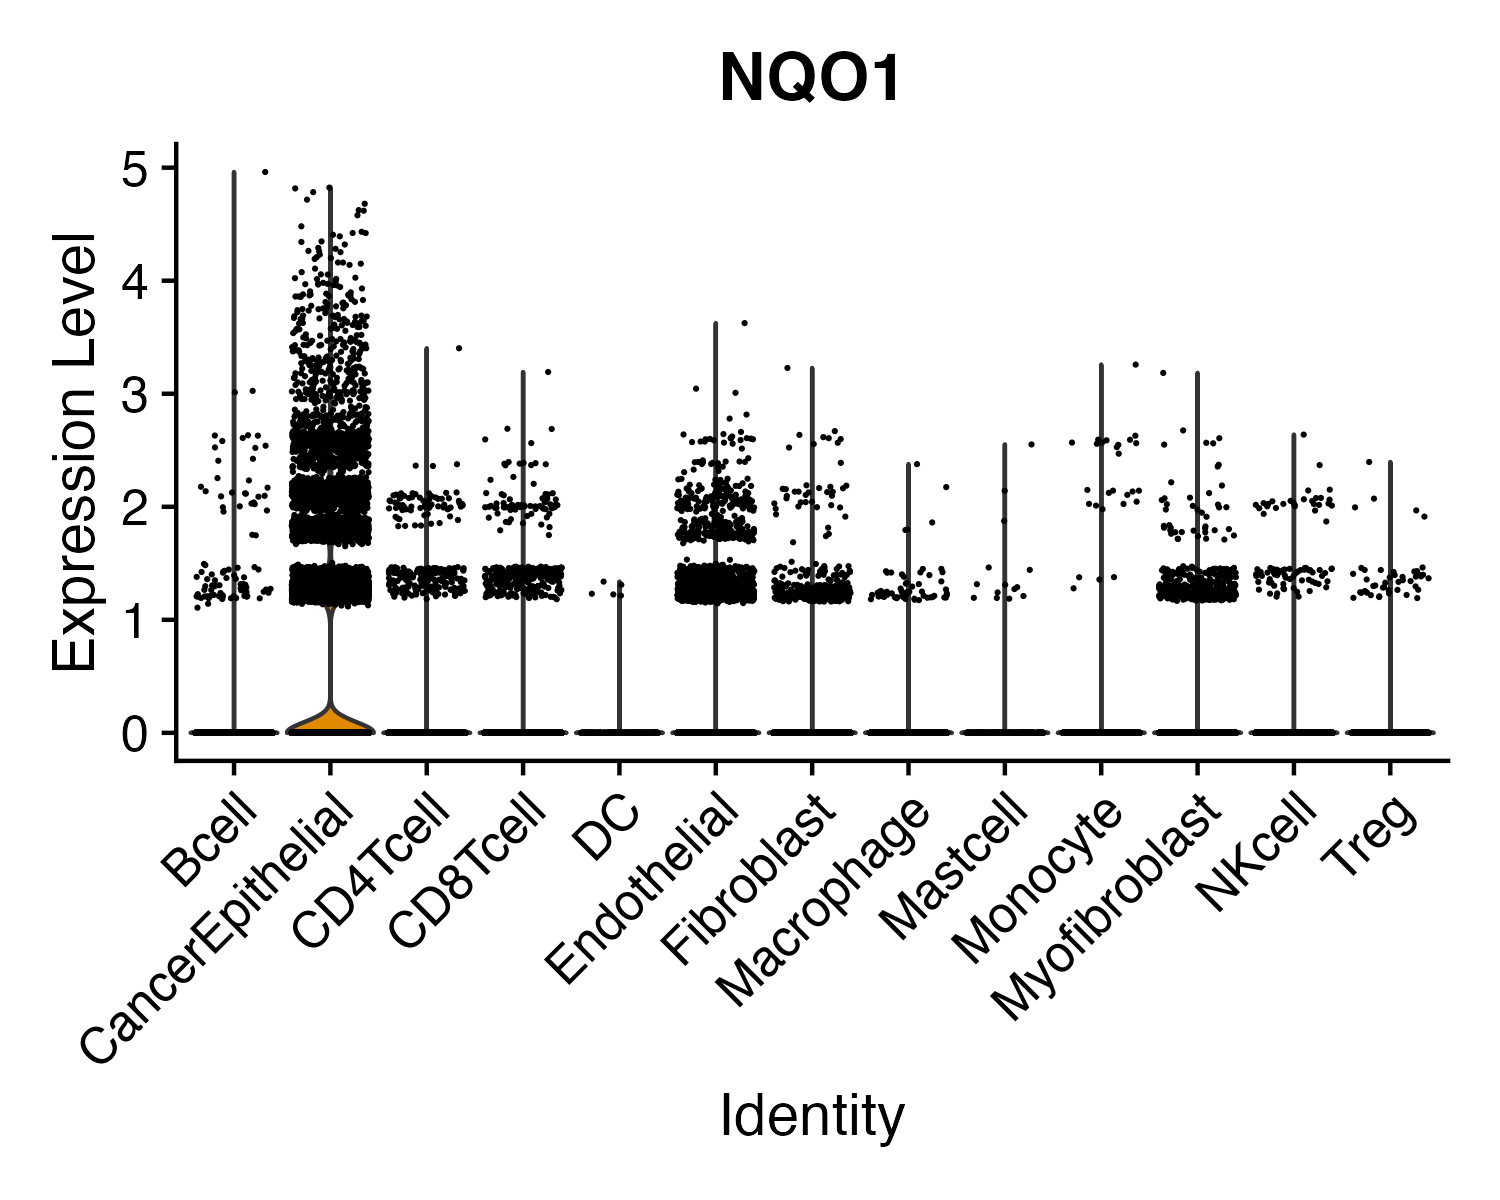 NQO1
Expression Level
5
4
3
2
1
0
Bcell
CancerEpithelial
CD4Tcell
CD8Tcell
DC
Endothelial
Fibroblast
Macrophage
Mastcell
Monocyte
Myofibroblast
NKcell
Treg
Identity